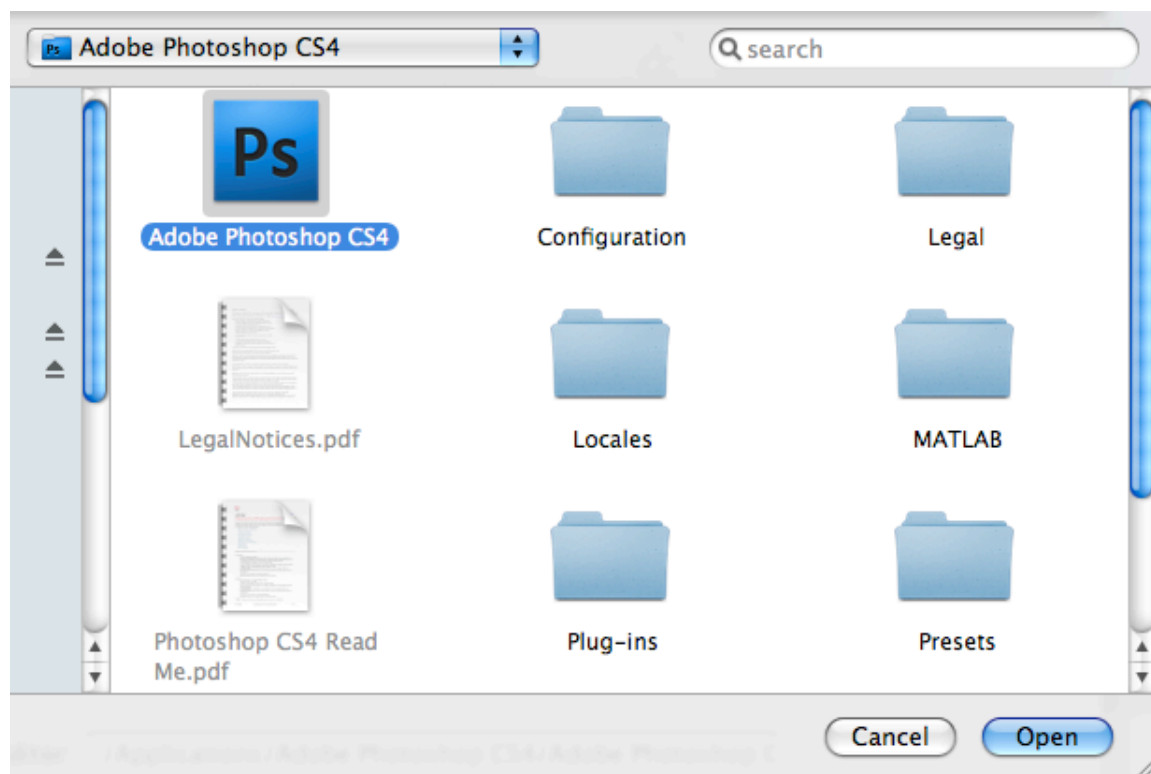 Ps Adobe Photoshop CS4
search
Ps
Adobe Photoshop CS4
Configuration
Legal
LegalNotices.pdf
Locales
MATLAB
Photoshop CS4 Read
Me.pdf
Plug-ins
Presets
Cancel
Open
/Applications/Adobe Photoshop CS4/Adobe Photoshop C